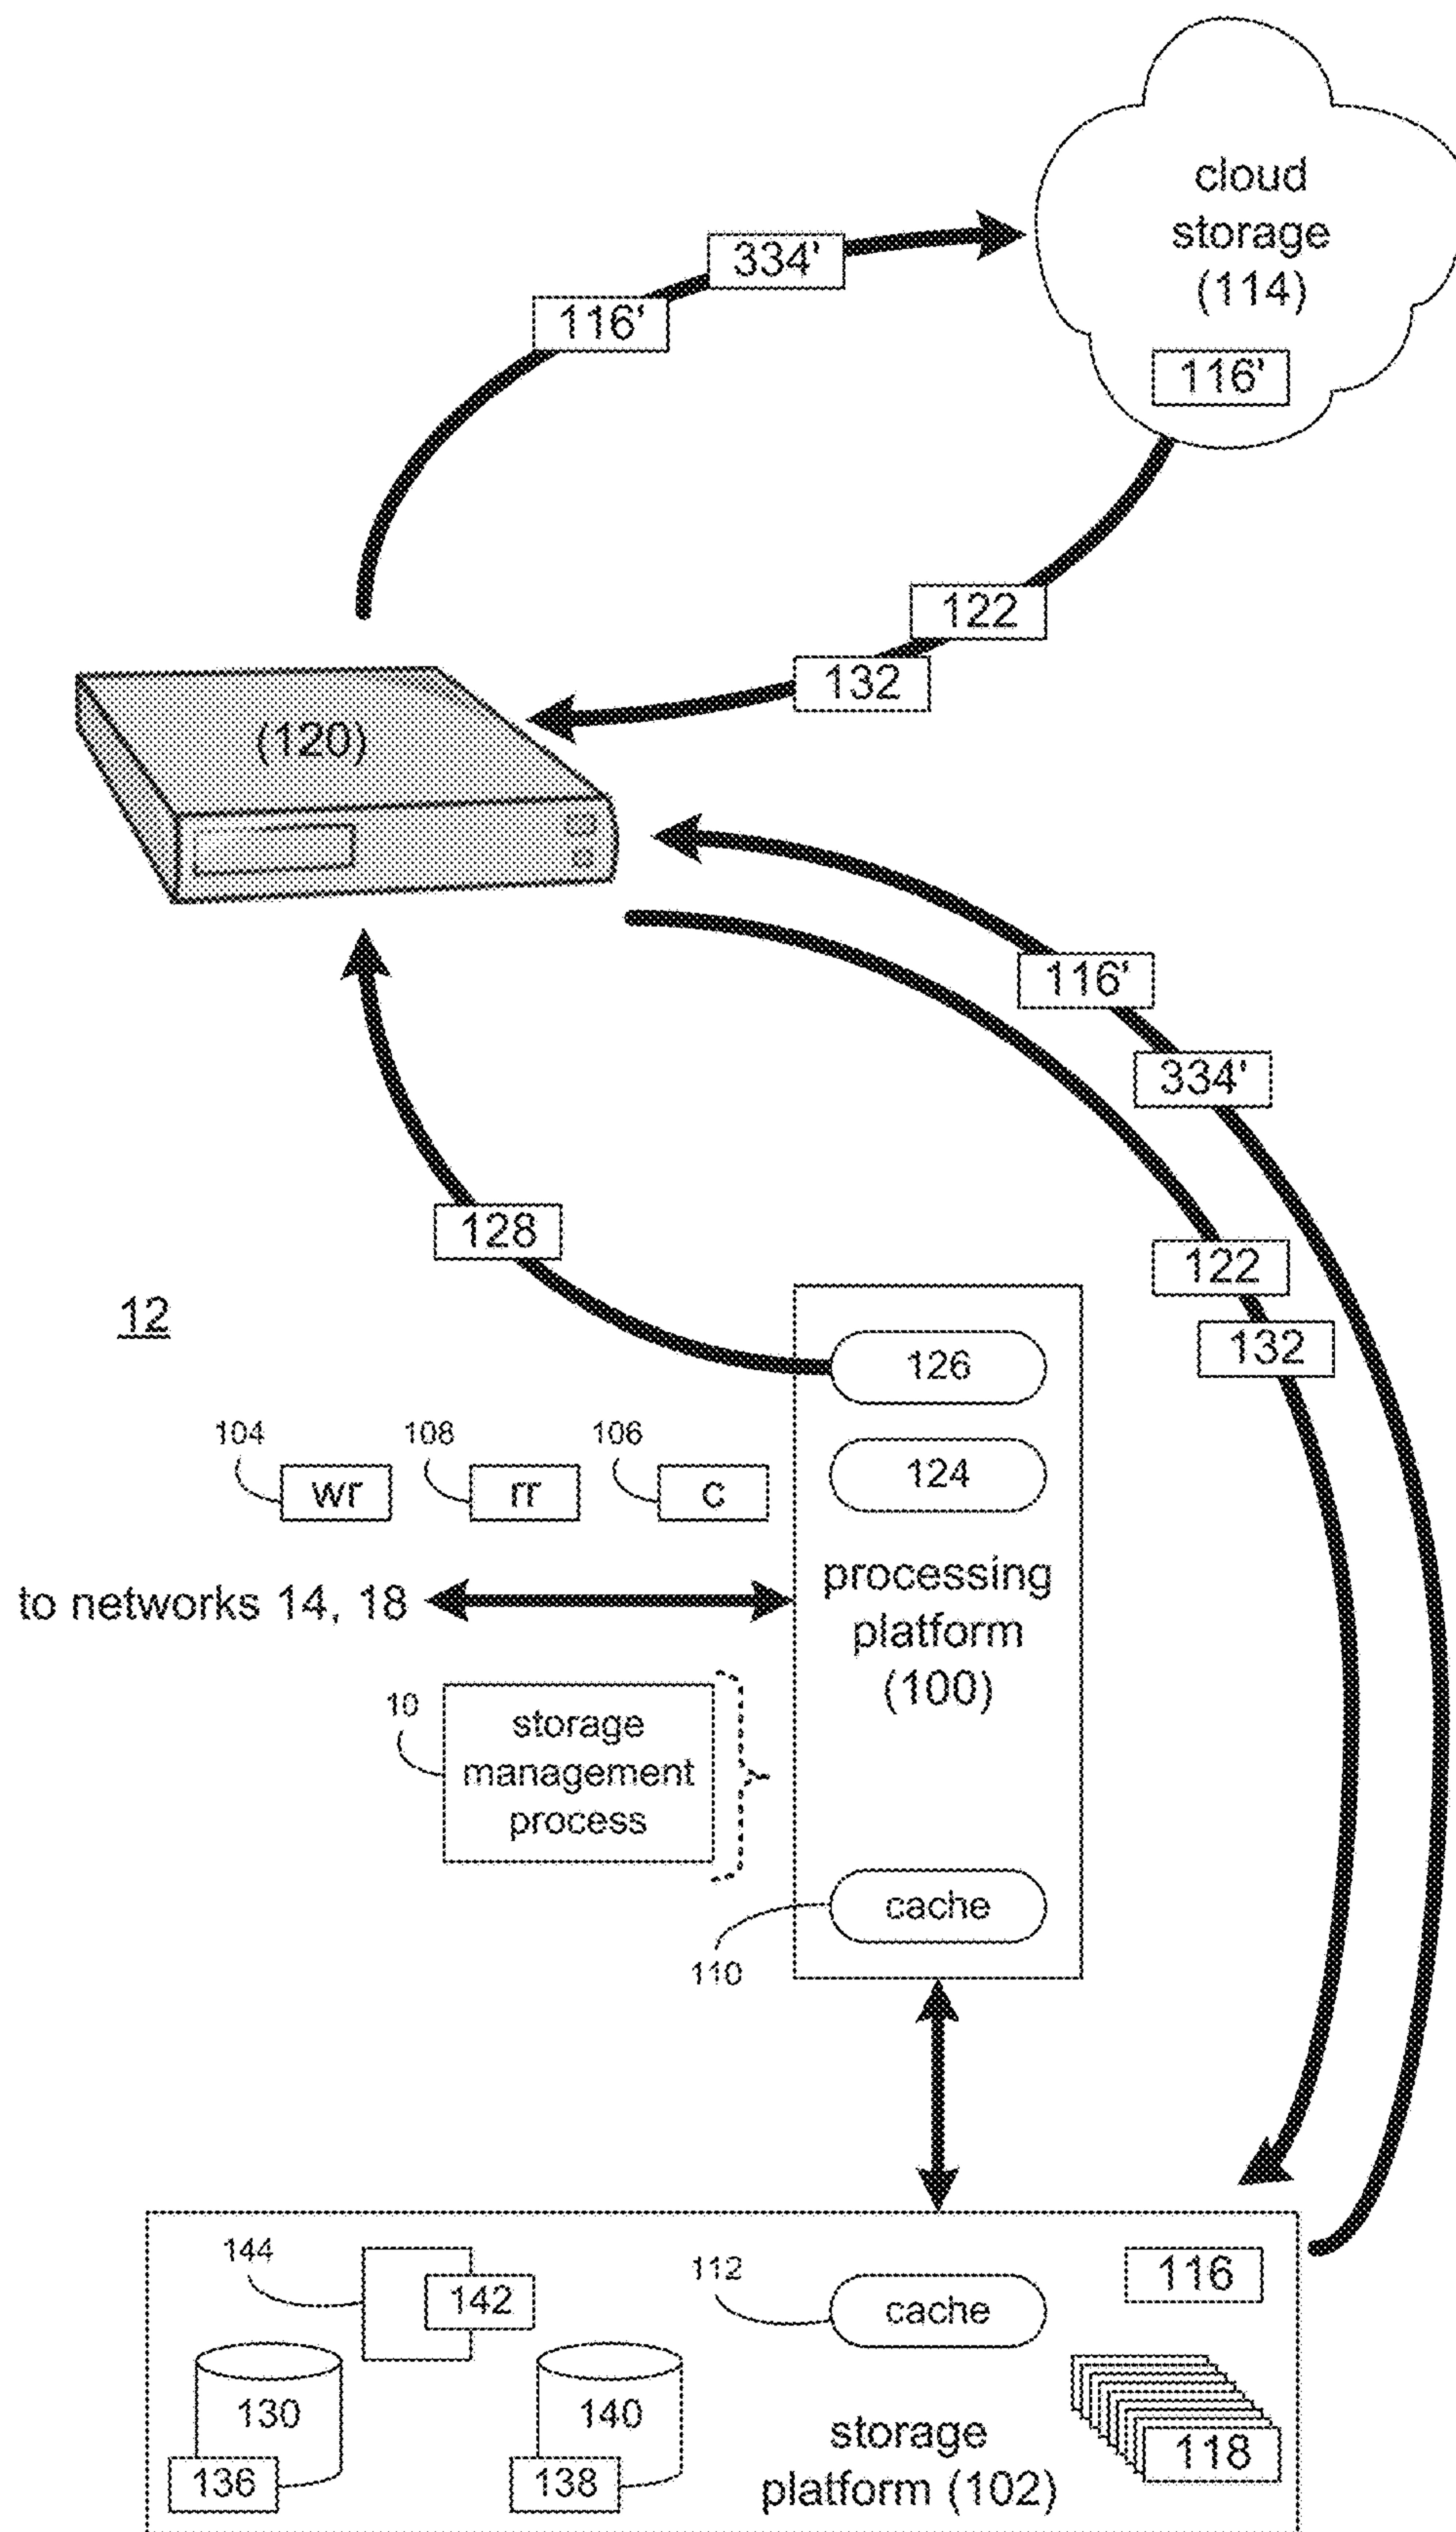 cloud
storage
(114)
116'
334'
116'
122
132
(120)
116'
334'
128
122
132
12
126
104
108
106
wr
rr
c
124
processing
platform
(100)
to networks 14, 18
10
storage
management
process
cache
110
144
142
112
cache
116
130
136
140
138
storage
platform (102)
118